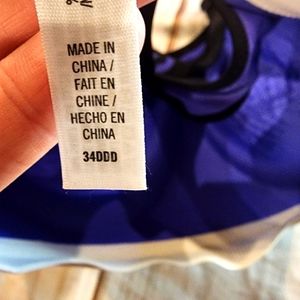 MADE IN
CHINA /
FAIT EN
CHINE /
HECHO EN
CHINA
34DDD